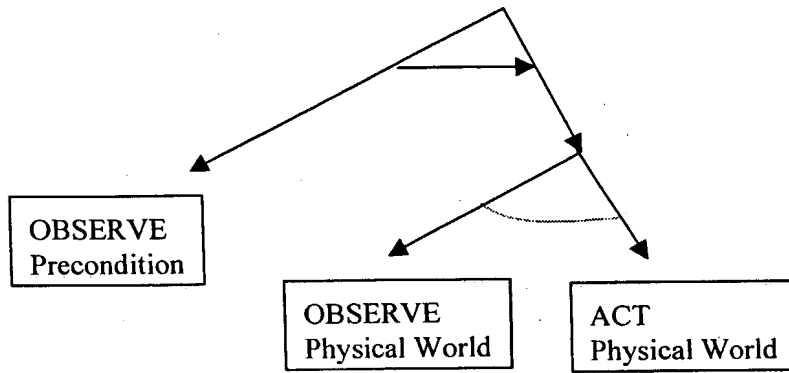 OBSERVE
Precondition
OBSERVE
Physical World
ACT
Physical World